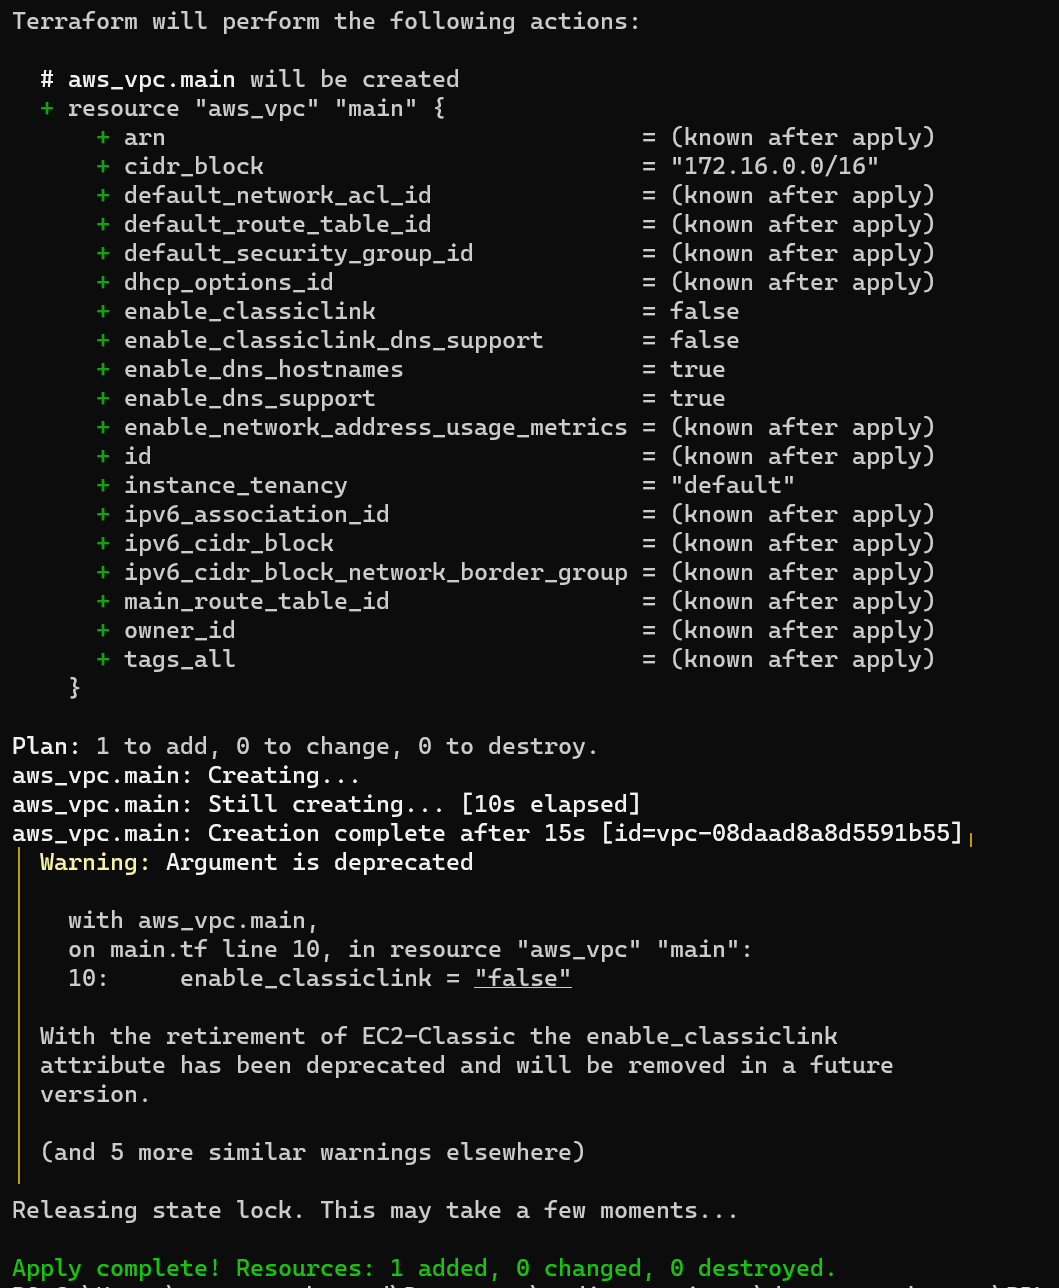 Terraform will perform the following actions:
# aws_vpc.main will be created
+ resource "aws_vpc" "main" {
+ arn = (known after apply)
+ cidr_block = "172.16.0.0/16"
+ default_network_acl_id = (known after apply)
+ default_route_table_id = (known after apply)
+ default_security_group_id = (known after apply)
+ dhcp_options_id = (known after apply)
+ enable_classiclink = false
+ enable_classiclink_dns_support = false
+ enable_dns_hostnames = true
+ enable_dns_support = true
+ enable_network_address_usage_metrics = (known after apply)
+ id = (known after apply)
+ instance_tenancy = "default"
+ ipv6_association_id = (known after apply)
+ ipv6_cidr_block = (known after apply)
+ ipv6_cidr_block_network_border_group = (known after apply)
+ main_route_table_id = (known after apply)
+ owner_id = (known after apply)
+ tags_all = (known after apply)
}
Plan: 1 to add, 0 to change, 0 to destroy.
aws_vpc.main: Creating...
aws_vpc.main: Still creating... [10s elapsed]
aws_vpc.main: Creation complete after 15s [id=vpc-08daad8a8d5591b55]
Warning: Argument is deprecated
with aws_vpc.main,
on main.tf line 10, in resource "aws_vpc" "main":
10: enable_classiclink = "false"
With the retirement of EC2-Classic the enable_classiclink
attribute has been deprecated and will be removed in a future
version.
(and 5 more similar warnings elsewhere)
Releasing state lock. This may take a few moments...
Apply complete! Resources: 1 added, 0 changed, 0 destroyed.